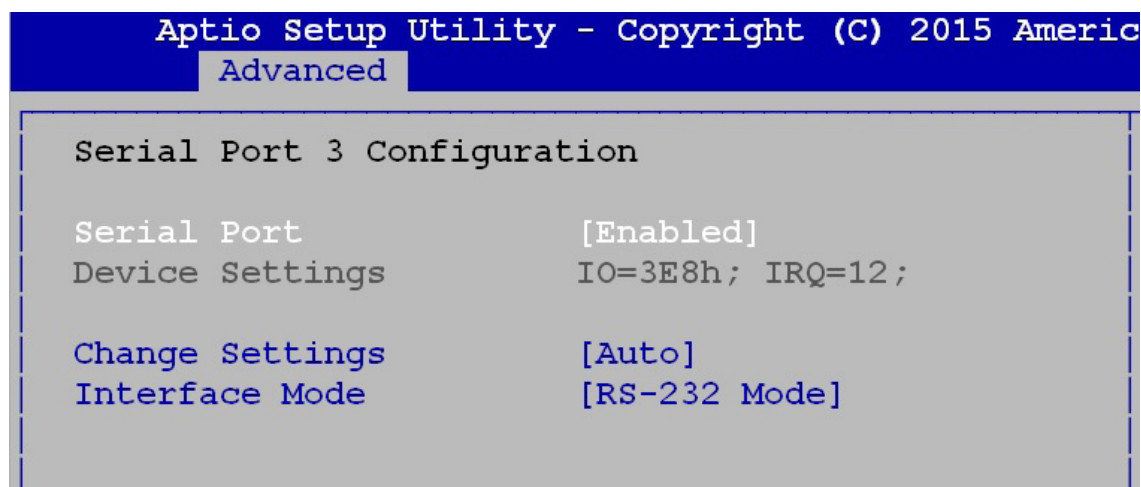 Aptio Setup Utility - Copyright (C) 2015 Americ
Advanced
Serial Port 3 Configuration
Serial Port [Enabled]
Device Settings IO=3E8h; IRQ=12;
Change Settings [Auto]
Interface Mode [RS-232 Mode]